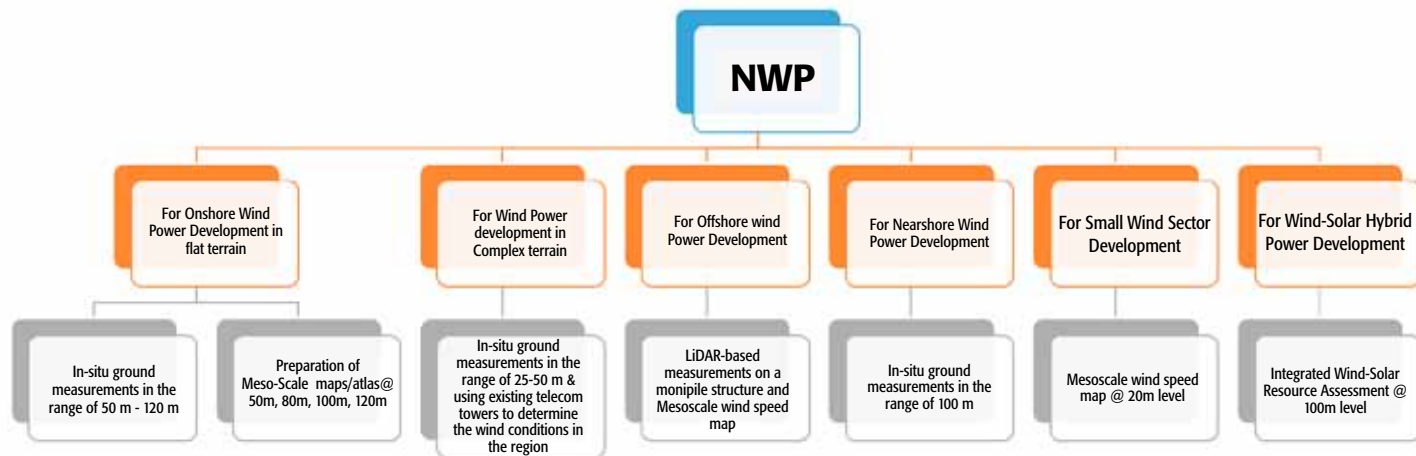 NWP
For Onshore Wind
Power Development in
flat terrain
For Wind Power
development in
Complex terrain
For Offshore wind
Power Development
For Nearshore Wind
Power Development
For Small Wind Sector
Development
For Wind-Solar Hybrid
Power Development
In-situ ground
measurements in the
range of 50 m - 120 m
Preparation of
Meso-Scale maps/atlas@
50m, 80m, 100m, 120m
In-situ ground
measurements in the
range of 25-50 m &
using existing telecom
towers to determine
the wind conditions in
the region
LiDAR-based
measurements on a
monipile structure and
Mesoscale wind speed
map
In-situ ground
measurements in the
range of 100 m
Mesoscale wind speed
map @ 20m level
Integrated Wind-Solar
Resource Assessment @
100m level